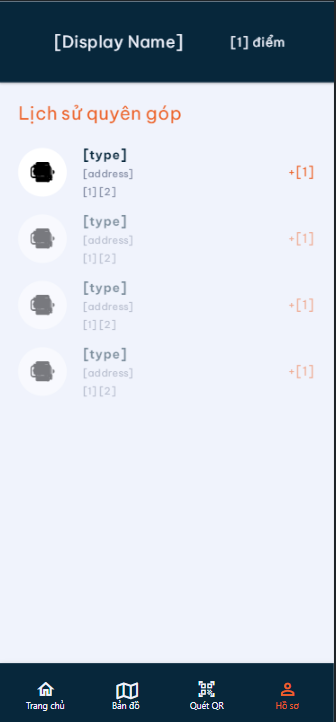 [Display Name] [1] điểm
Lịch sử quyên góp
[type]
[address]
[1] [2]
+[1]
[type]
[address]
[1] [2]
+[1]
[type]
[address]
[1] [2]
+[1]
[type]
[address]
[1] [2]
+[1]
Trang chủ Bản đồ Quét QR Hồ sơ